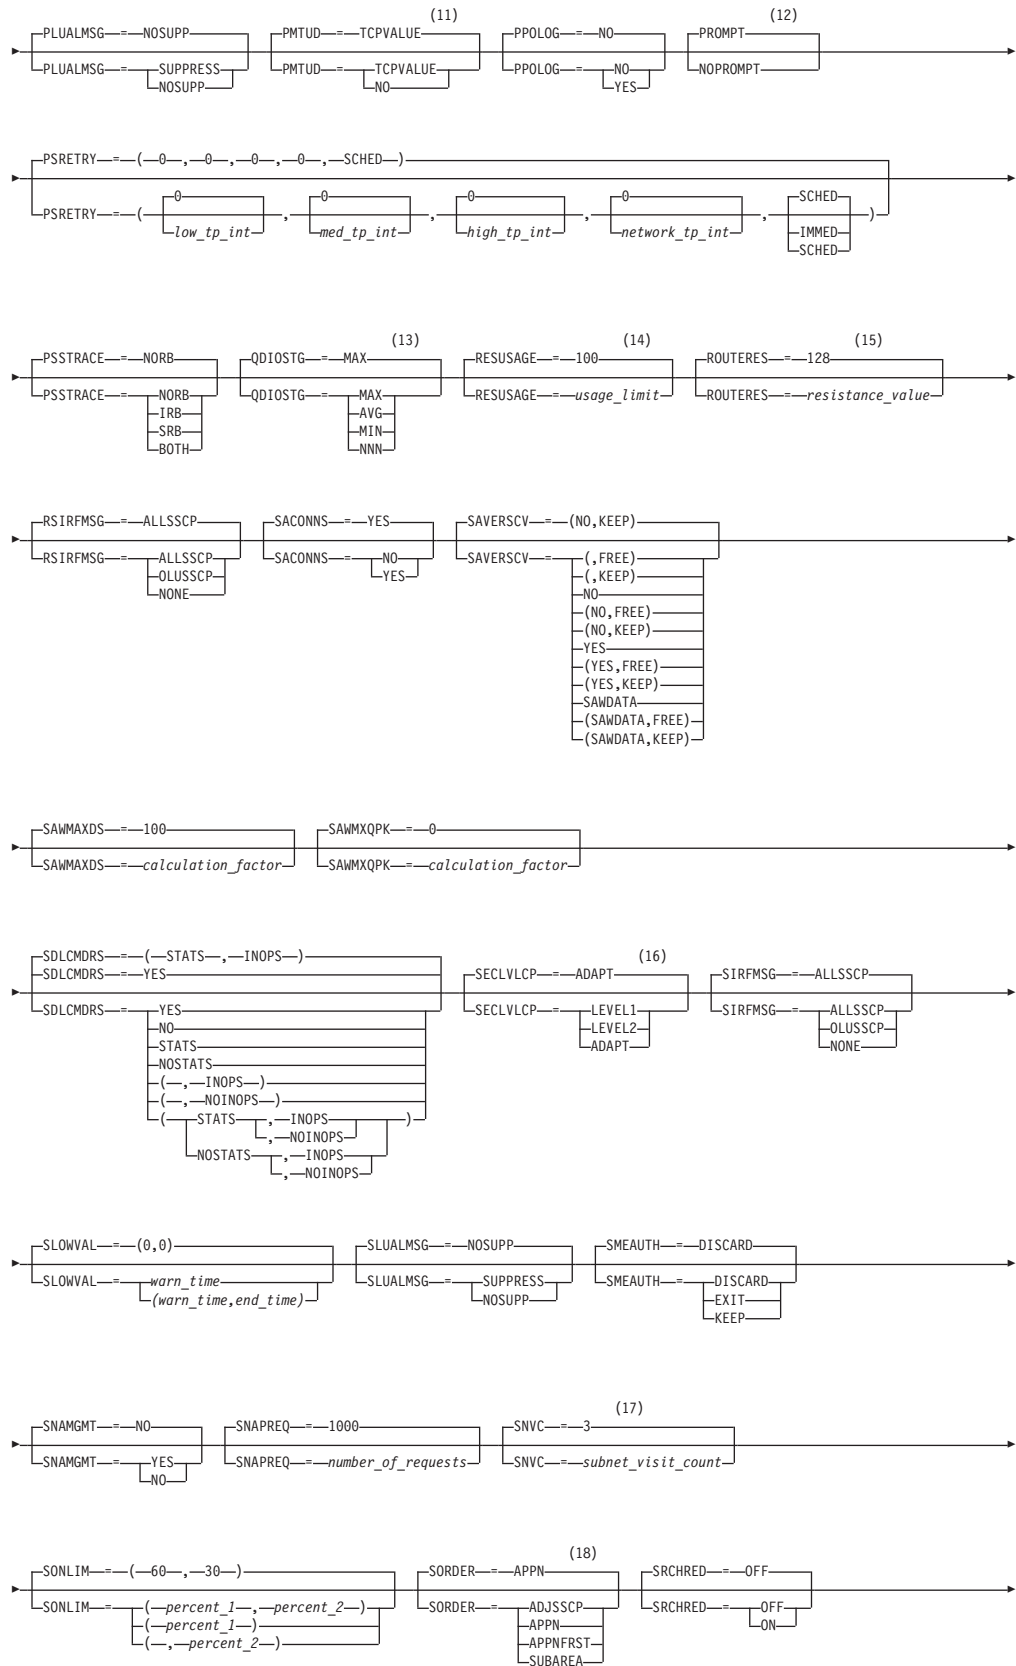 (11) (12)
PLUALMSG = NOSUPP PMTUD = TCPVALUE PPOLOG = NO PROMPT
PLUALMSG = SUPPRESS PMTUD = TCPVALUE PPOLOG = NO NOPROMPT
NOSUPP NO YES
PSRETRY = ( 0 , 0 , 0 , 0 , SCHED )
0 0 0 0 SCHED
PSRETRY = ( low_tp_int , med_tp_int , high_tp_int , network_tp_int , IMMED )
SCHED
(13) (14) (15)
PSSTRACE = NORB QDIOSTG = MAX RESUSAGE = 100 ROUTERES = 128
PSSTRACE = NORB QDIOSTG = MAX RESUSAGE = usage_limit ROUTERES = resistance_value
IRB AVG
SRB MIN
BOTH NNN
RSIRFMSG = ALLSSCP SACONNS = YES SAVERSCV = (NO,KEEP)
RSIRFMSG = ALLSSCP SACONNS = NO SAVERSCV = (,FREE)
OLUSSCP YES (,KEEP)
NONE NO
(NO,FREE)
(NO,KEEP)
YES
(YES,FREE)
(YES,KEEP)
SAWDATA
(SAWDATA,FREE)
(SAWDATA,KEEP)
SAWMAXDS = 100 SAWMXQPK = 0
SAWMAXDS = calculation_factor SAWMXQPK = calculation_factor
SDLCMDRS = ( STATS , INOPS ) (16)
SDLCMDRS = YES SECLVLCP = ADAPT SIRFMSG = ALLSSCP
SDLCMDRS = YES SECLVLCP = LEVEL1 SIRFMSG = ALLSSCP
NO LEVEL2 OLUSSCP
STATS ADAPT NONE
NOSTATS
( , INOPS )
( , NOINOPS )
( STATS , INOPS )
, NOINOPS
NOSTATS , INOPS
, NOINOPS
SLOWVAL = (0,0) SLUALMSG = NOSUPP SMEAUTH = DISCARD
SLOWVAL = warn_time SLUALMSG = SUPPRESS SMEAUTH = DISCARD
(warn_time,end_time) NOSUPP EXIT
KEEP
(17)
SNAMGMT = NO SNAPREQ = 1000 SNVC = 3
SNAMGMT = YES SNAPREQ = number_of_requests SNVC = subnet_visit_count
NO
(18)
SONLIM = ( 60 , 30 ) SORDER = APPN SRCHRED = OFF
SONLIM = ( percent_1 , percent_2 ) SORDER = ADJSSCP SRCHRED = OFF
( percent_1 ) APPN ON
( , percent_2 ) APPNFRST
SUBAREA